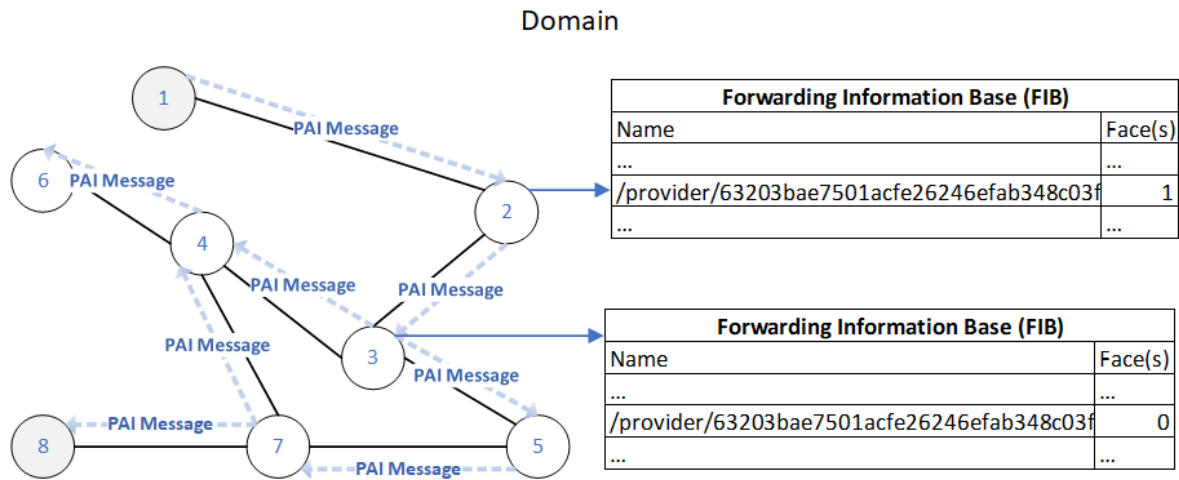 Domain
1
PAI Message
Forwarding Information Base (FIB)
Name Face(s)
... ...
/provider/63203bae7501acfe26246efab348c03f 1
... ...
6
PAI Message
2
4
PAI Message
PAI Message
Forwarding Information Base (FIB)
Name Face(s)
... ...
/provider/63203bae7501acfe26246efab348c03f 0
... ...
PAI Message
3
PAI Message
PAI Message
8
7
5
PAI Message